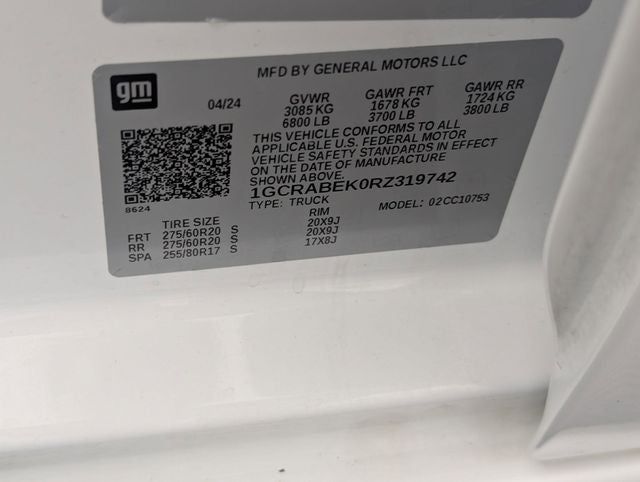 MFD BY GENERAL MOTORS LLC
gm
04/24 GVWR GAWR FRT GAWR RR
3085 KG 1678 KG 1724 KG
6800 LB 3700 LB 3800 LB
THIS VEHICLE CONFORMS TO ALL
APPLICABLE U.S. FEDERAL MOTOR
VEHICLE SAFETY STANDARDS IN EFFECT
ON THE DATE OF MANUFACTURE
SHOWN ABOVE.
1GCRABEK0RZ319742
8624
TYPE: TRUCK MODEL: 02CC10753
TIRE SIZE RIM
FRT 275/60R20 S 20X9J
RR 275/60R20 S 20X9J
SPA 255/80R17 S 17X8J